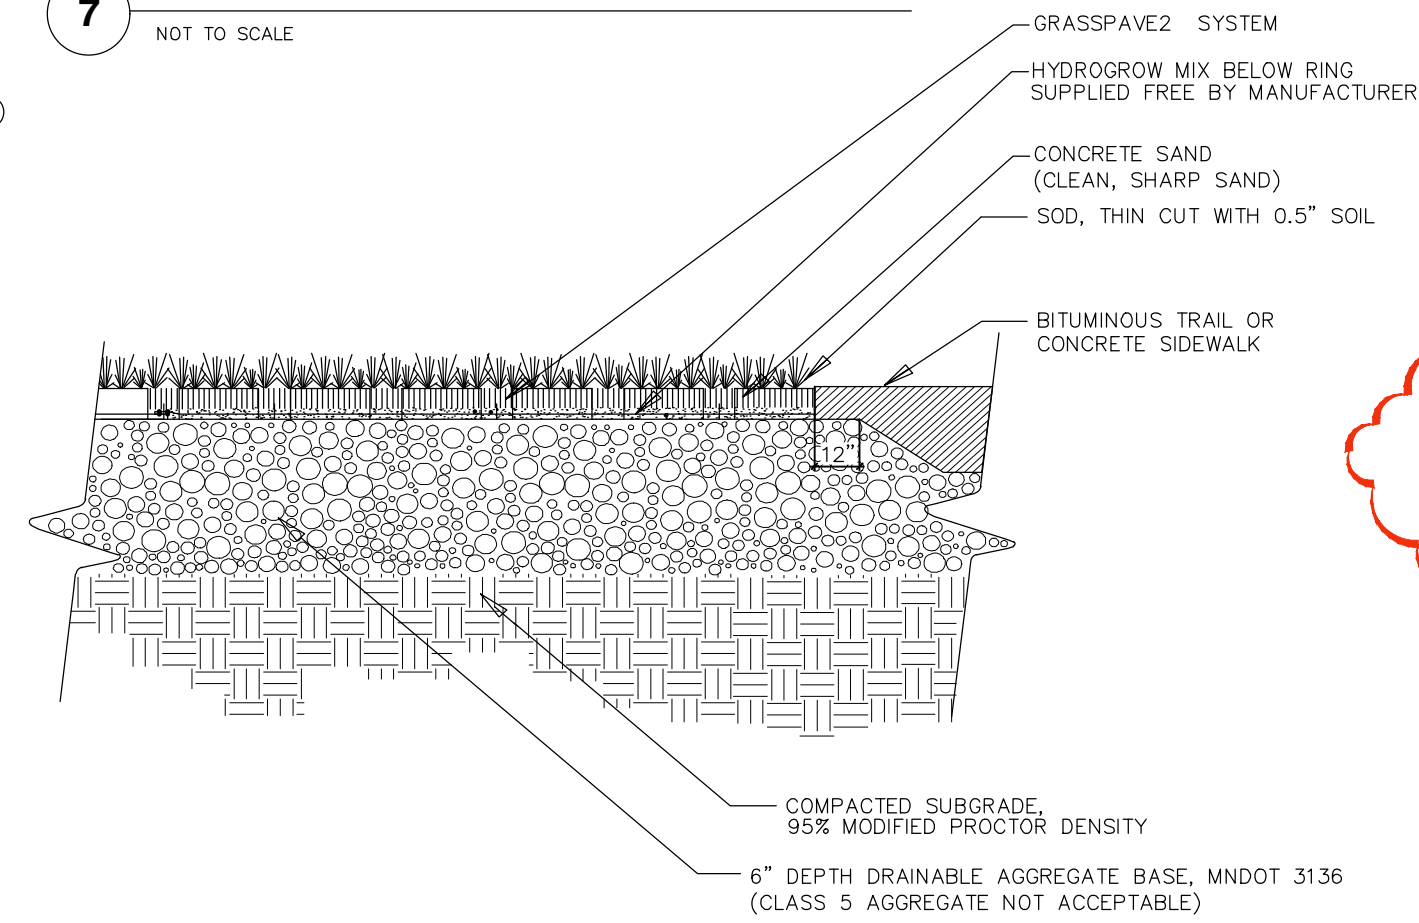 7
NOT TO SCALE
GRASSPAVE2 SYSTEM
HYDROGROW MIX BELOW RING
SUPPLIED FREE BY MANUFACTURER
CONCRETE SAND
(CLEAN, SHARP SAND)
SOD, THIN CUT WITH 0.5” SOIL
BITUMINOUS TRAIL OR
CONCRETE SIDEWALK
12”
COMPACTED SUBGRADE,
95% MODIFIED PROCTOR DENSITY
6” DEPTH DRAINABLE AGGREGATE BASE, MNDOT 3136
(CLASS 5 AGGREGATE NOT ACCEPTABLE)